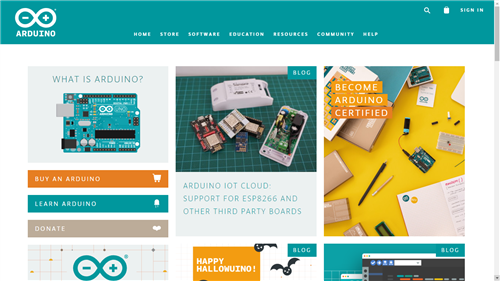 SIGN IN
ARDUINO
HOME STORE SOFTWARE EDUCATION RESOURCES COMMUNITY HELP
WHAT IS ARDUINO?
BUY AN ARDUINO
LEARN ARDUINO
DONATE
BLOG
ARDUINO IOT CLOUD:
SUPPORT FOR ESP8266 AND
OTHER THIRD PARTY BOARDS
BECOME
ARDUINO
CERTIFIED
BLOG
HAPPY
HALLOWUINO!
BLOG